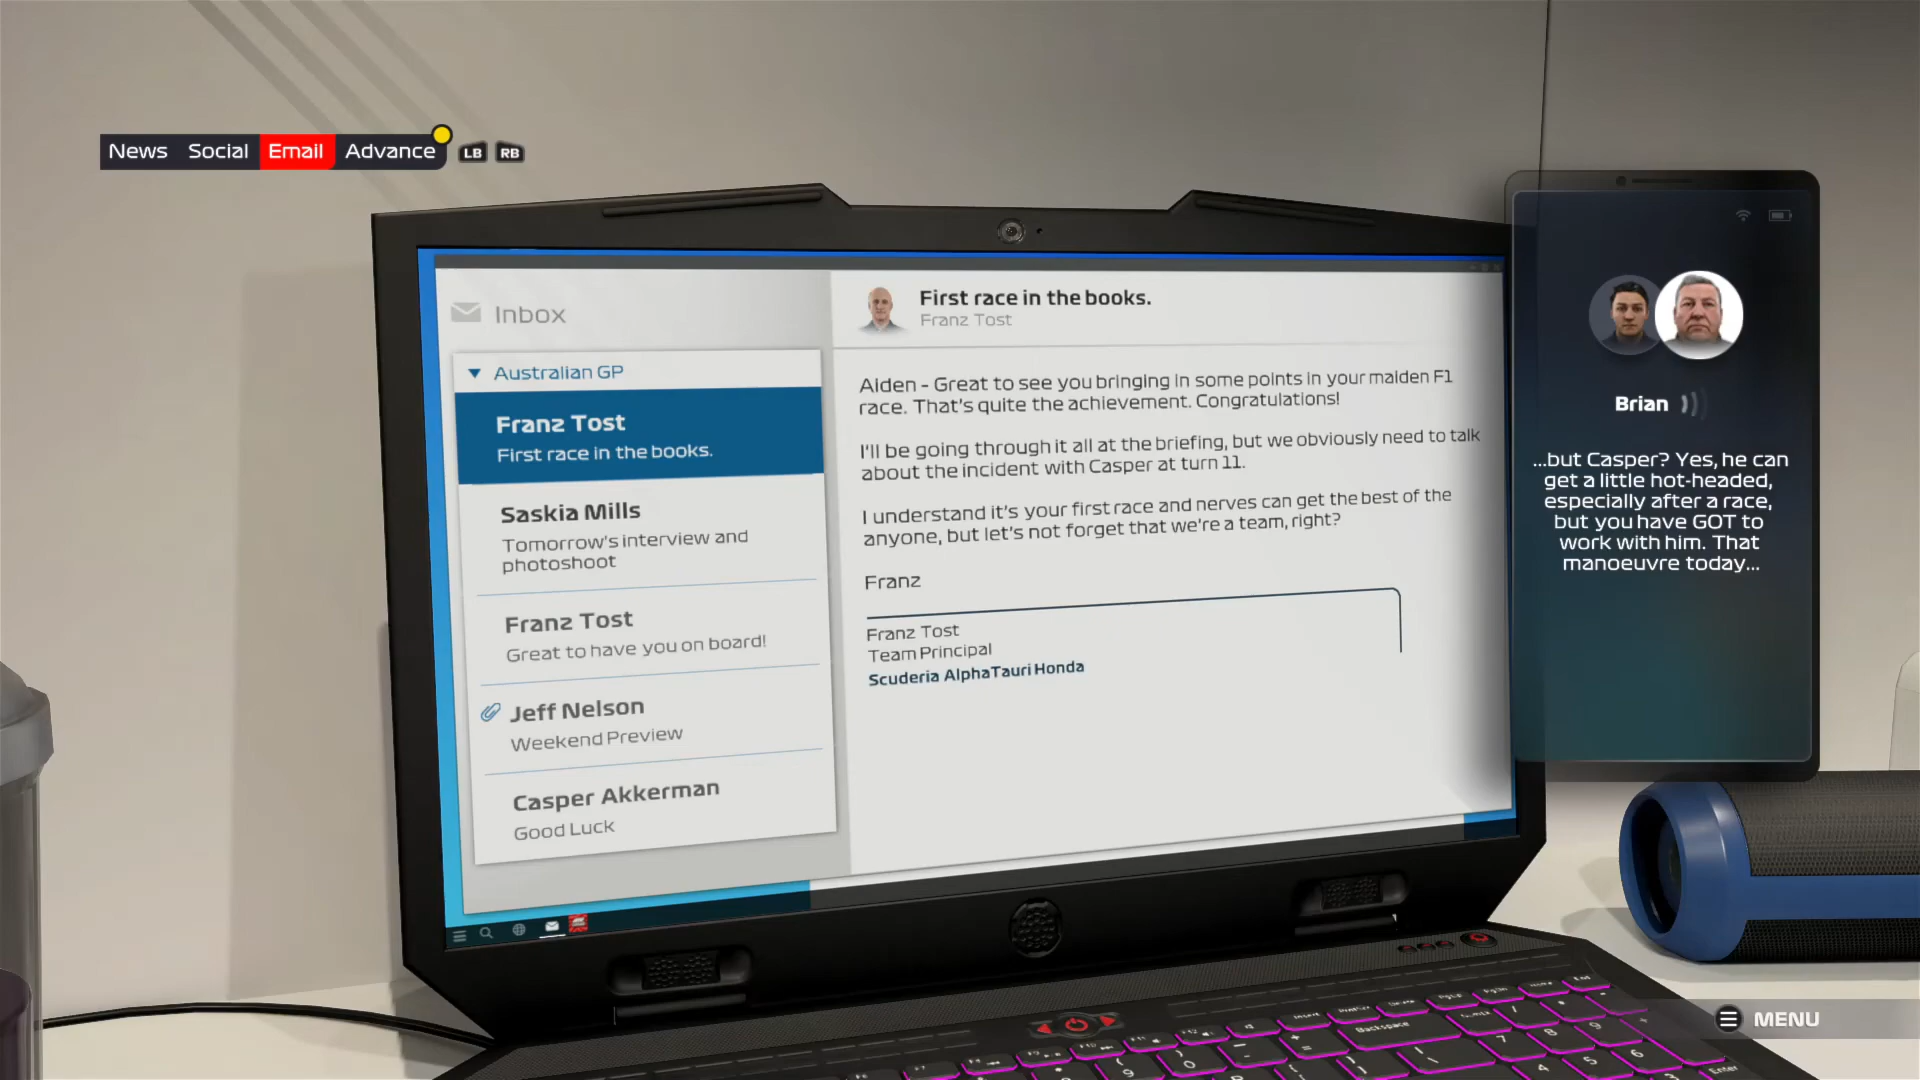 News Social Email Advance LB RB
Inbox
Australian GP
Franz Tost
First race in the books.
Saskia Mills
Tomorrow's interview and
photoshoot
Franz Tost
Great to have you on board!
Jeff Nelson
Weekend Preview
Casper Akkerman
Good Luck
First race in the books.
Franz Tost
Aiden - Great to see you bringing in some points in your maiden F1
race. That's quite the achievement. Congratulations!
I'll be going through it all at the briefing, but we obviously need to talk
about the incident with Casper at turn 11.
I understand it's your first race and nerves can get the best of the
anyone, but let's not forget that we're a team, right?
Franz
Franz Tost
Team Principal
Scuderia AlphaTauri Honda
Brian
...but Casper? Yes, he can
get a little hot-headed,
especially after a race,
but you have GOT to
work with him. That
manoeuvre today...
MENU
Backspace
Enter